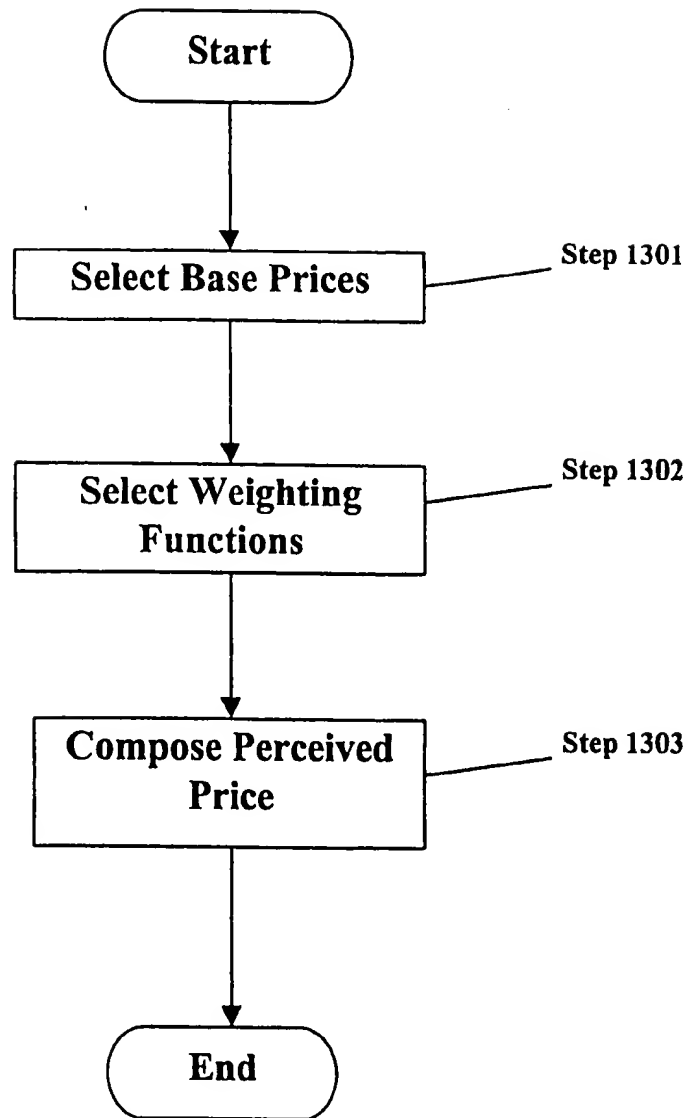 Start
Select Base Prices
Step 1301
Select Weighting
Functions
Step 1302
Compose Perceived
Price
Step 1303
End